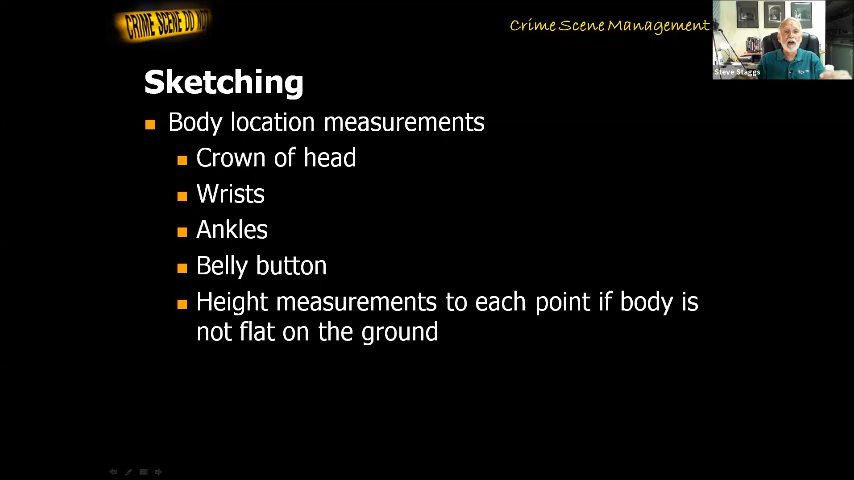 CRIME SCENE DO NOT
Crime Scene Management
Steve Staggs
Sketching
Body location measurements
Crown of head
Wrists
Ankles
Belly button
Height measurements to each point if body is
not flat on the ground